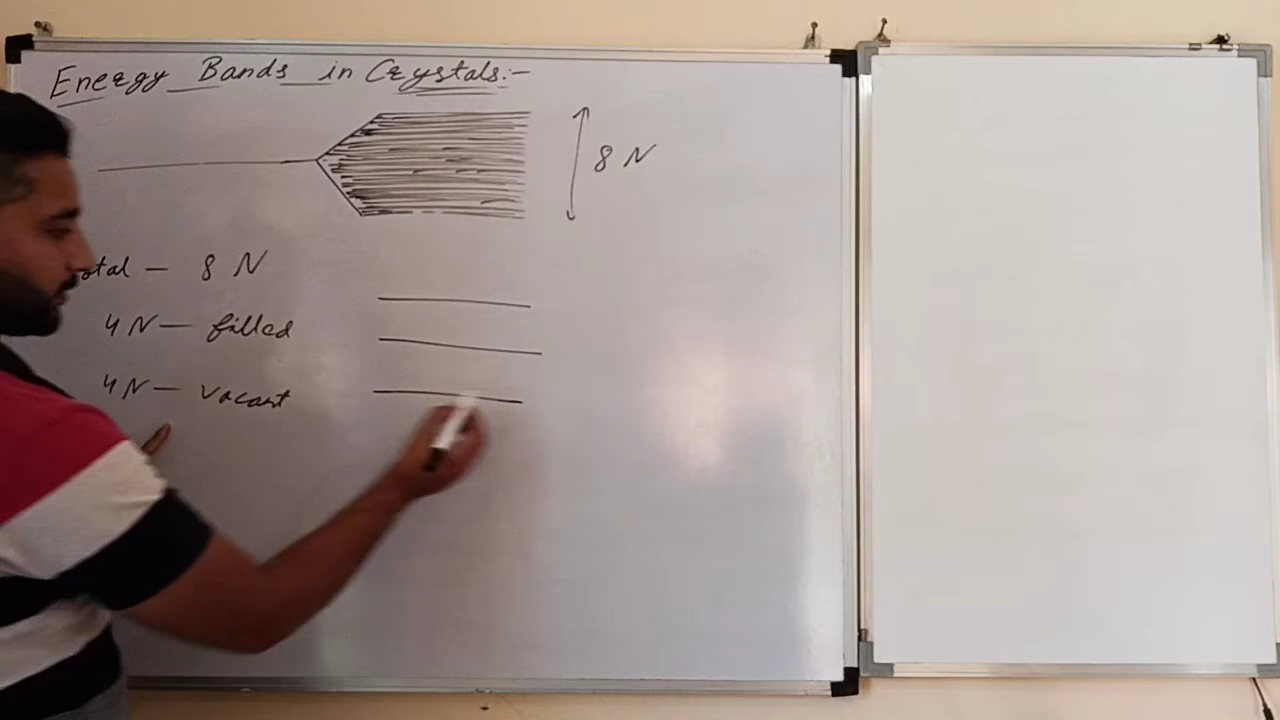 Energy Bands in Crystals:-
8 N
otal — 8 N
4N — filled
4N — vacant